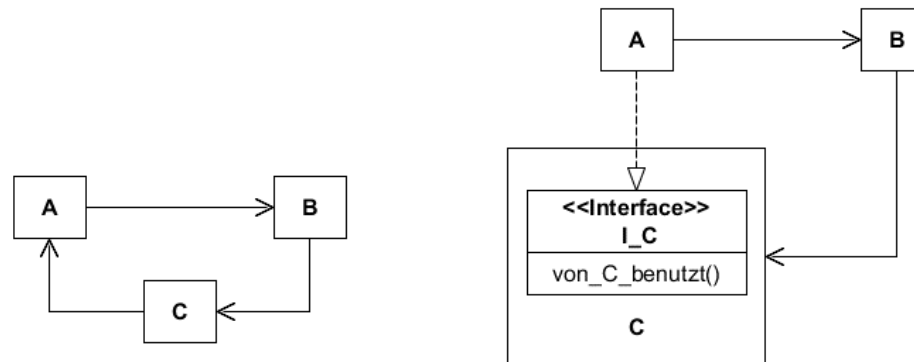 A
B
C
A
B
<<Interface>>
I_C
von_C_benutzt()
C